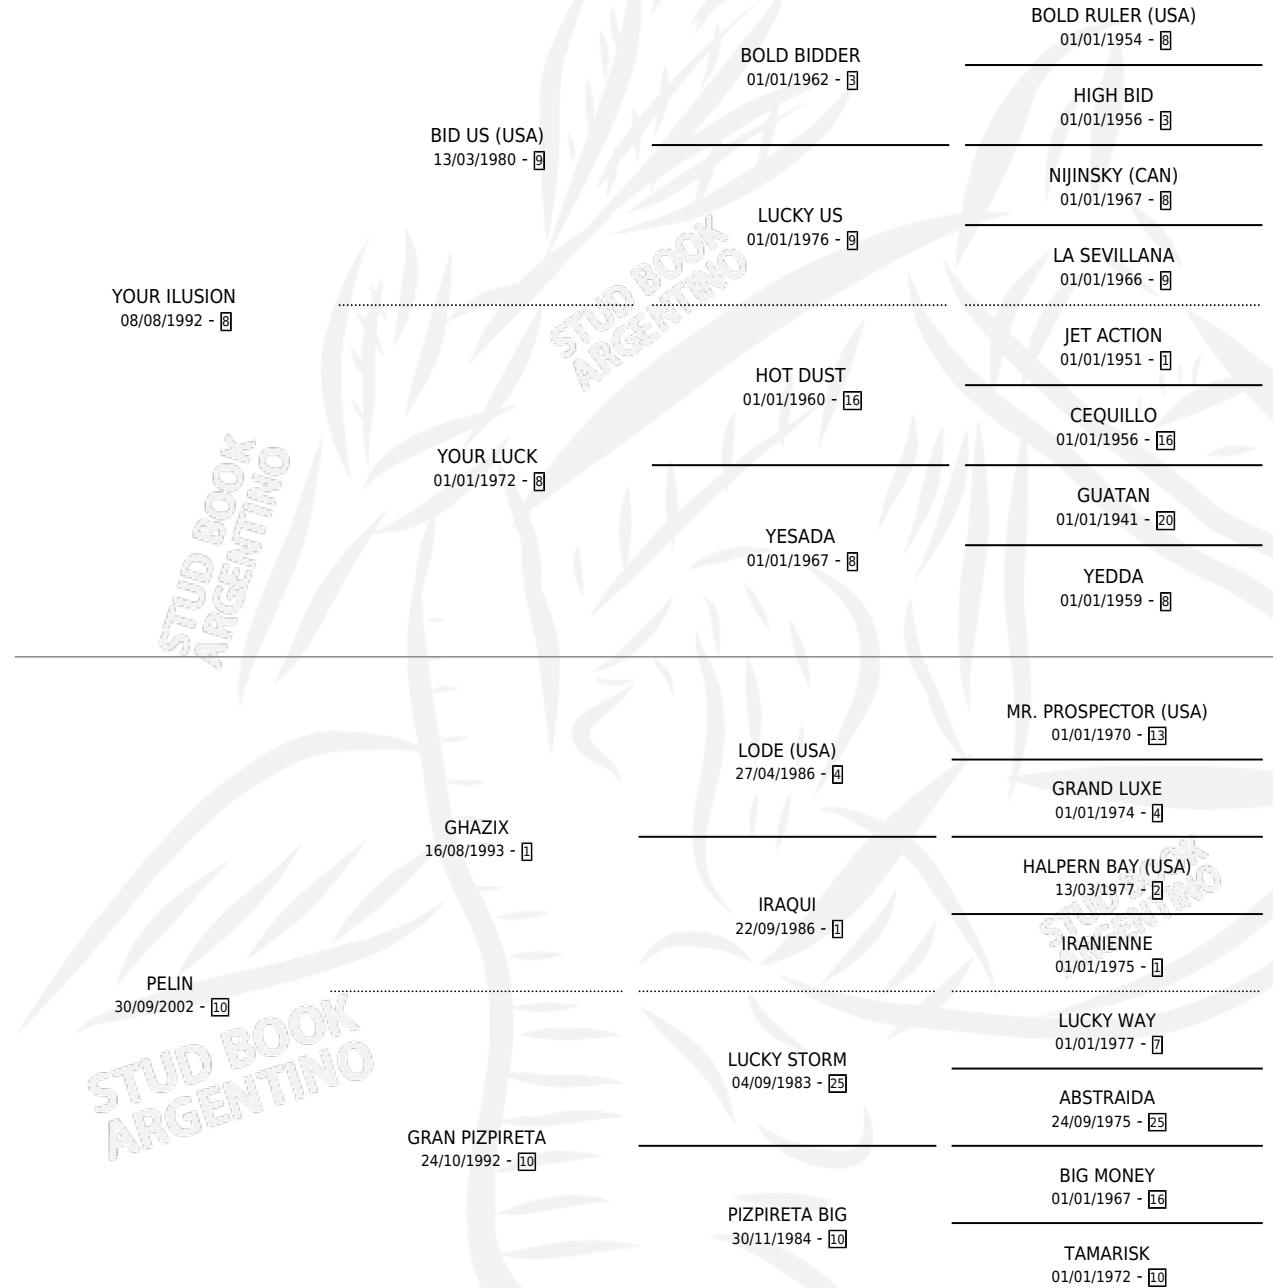 BOLD RULER (USA)
01/01/1954 - 8
BOLD BIDDER
01/01/1962 - 3
HIGH BID
01/01/1956 - 3
BID US (USA)
13/03/1980 - 9
NIJINSKY (CAN)
01/01/1967 - 8
LUCKY US
01/01/1976 - 9
LA SEVILLANA
01/01/1966 - 9
YOUR ILUSION
08/08/1992 - 8
STUD BOOK
ARGENTINO
JET ACTION
01/01/1951 - 1
HOT DUST
01/01/1960 - 16
CEQUILLO
01/01/1956 - 16
YOUR LUCK
01/01/1972 - 8
GUATAN
01/01/1941 - 20
YESADA
01/01/1967 - 8
YEDDA
01/01/1959 - 8
STUD BOOK
ARGENTINO
MR. PROSPECTOR (USA)
01/01/1970 - 13
LODE (USA)
27/04/1986 - 4
GRAND LUXE
01/01/1974 - 4
GHAZIX
16/08/1993 - 1
HALPERN BAY (USA)
13/03/1977 - 2
IRAQUI
22/09/1986 - 1
IRANIENNE
01/01/1975 - 1
STUD BOOK
ARGENTINO
PELIN
30/09/2002 - 10
LUCKY WAY
01/01/1977 - 7
LUCKY STORM
04/09/1983 - 25
ABSTRAIDA
24/09/1975 - 25
STUD BOOK
ARGENTINO
GRAN PIZPIRETA
24/10/1992 - 10
BIG MONEY
01/01/1967 - 16
PIZPIRETA BIG
30/11/1984 - 10
TAMARISK
01/01/1972 - 10